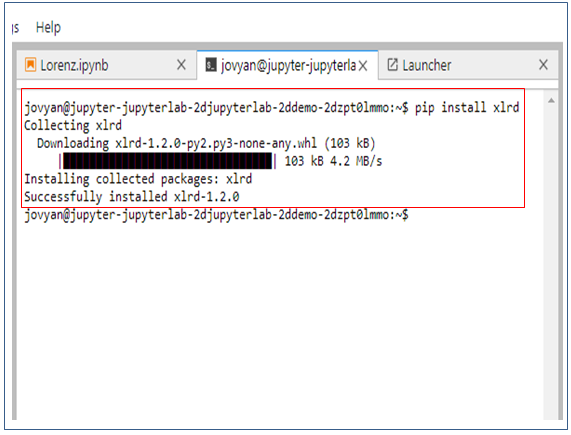 gs Help
Lorenz.ipynb X jovyan@jupyter-jupyterla X Launcher X
jovyan@jupyter-jupyterlab-2djupyterlab-2ddemo-2dzpt0lmmo:~$ pip install xlrd
Collecting xlrd
Downloading xlrd-1.2.0-py2.py3-none-any.whl (103 kB)
|████████████████████████████████| 103 kB 4.2 MB/s
Installing collected packages: xlrd
Successfully installed xlrd-1.2.0
jovyan@jupyter-jupyterlab-2djupyterlab-2ddemo-2dzpt0lmmo:~$